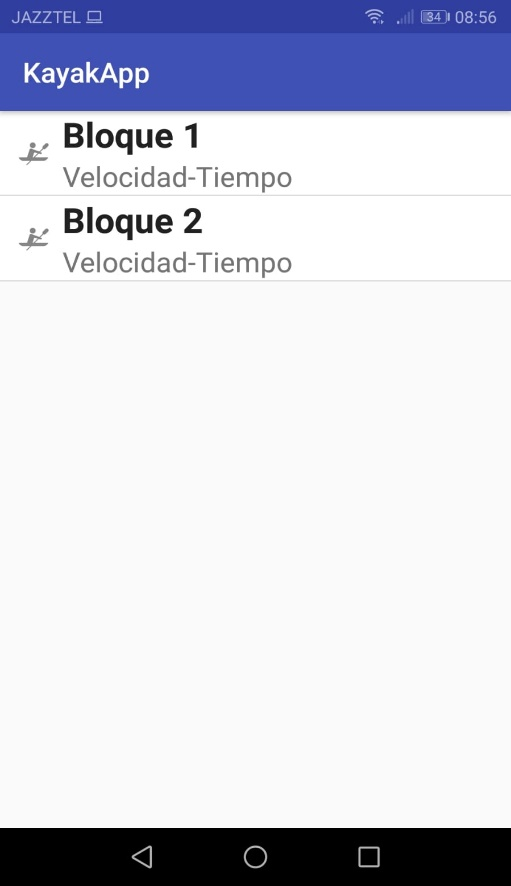 JAZZTEL 34 08:56
KayakApp
Bloque 1
Velocidad-Tiempo
Bloque 2
Velocidad-Tiempo